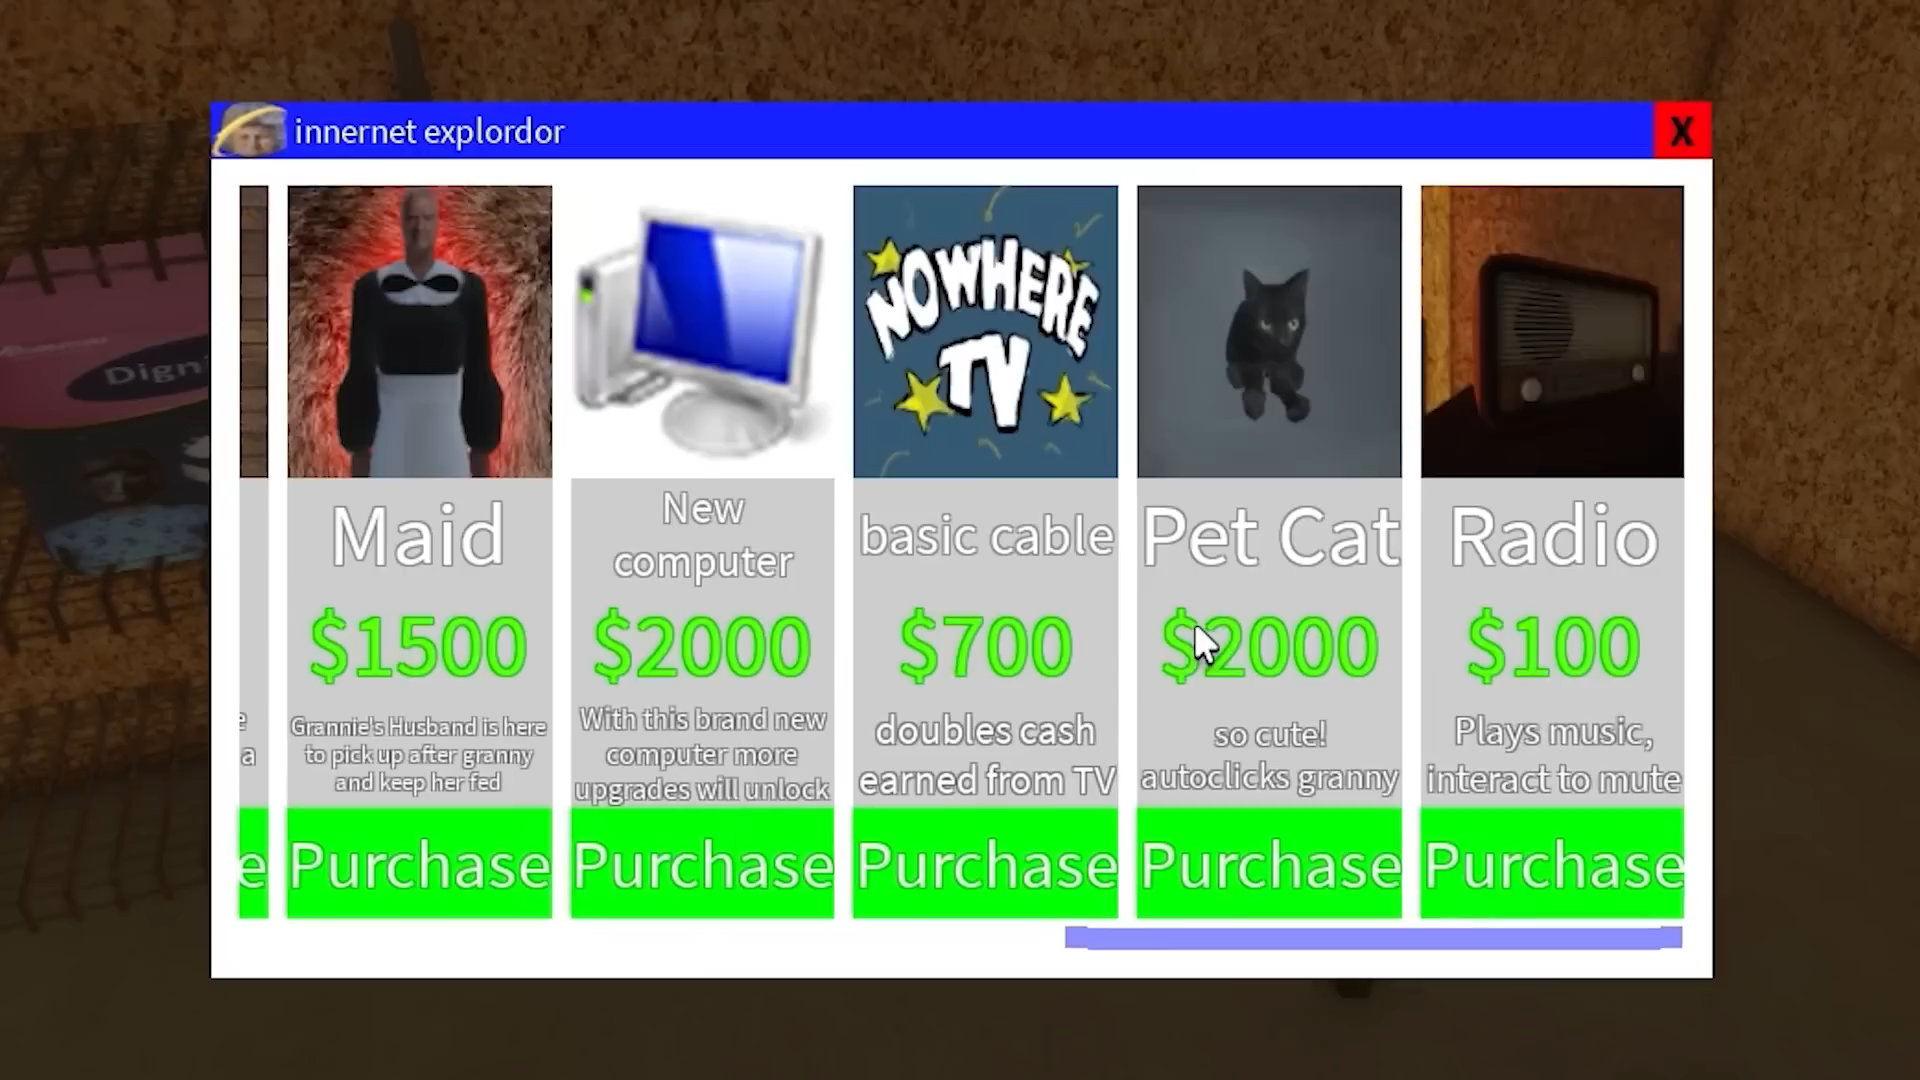 innernet explordor
X
Digni
NOWHERE
TV
Maid
$1500
Grannie's Husband is here
to pick up after granny
and keep her fed
Purchase
New
computer
$2000
With this brand new
computer more
upgrades will unlock
Purchase
basic cable
$700
doubles cash
earned from TV
Purchase
Pet Cat
$2000
so cute!
autoclicks granny
Purchase
Radio
$100
Plays music,
interact to mute
Purchase
e
a
e